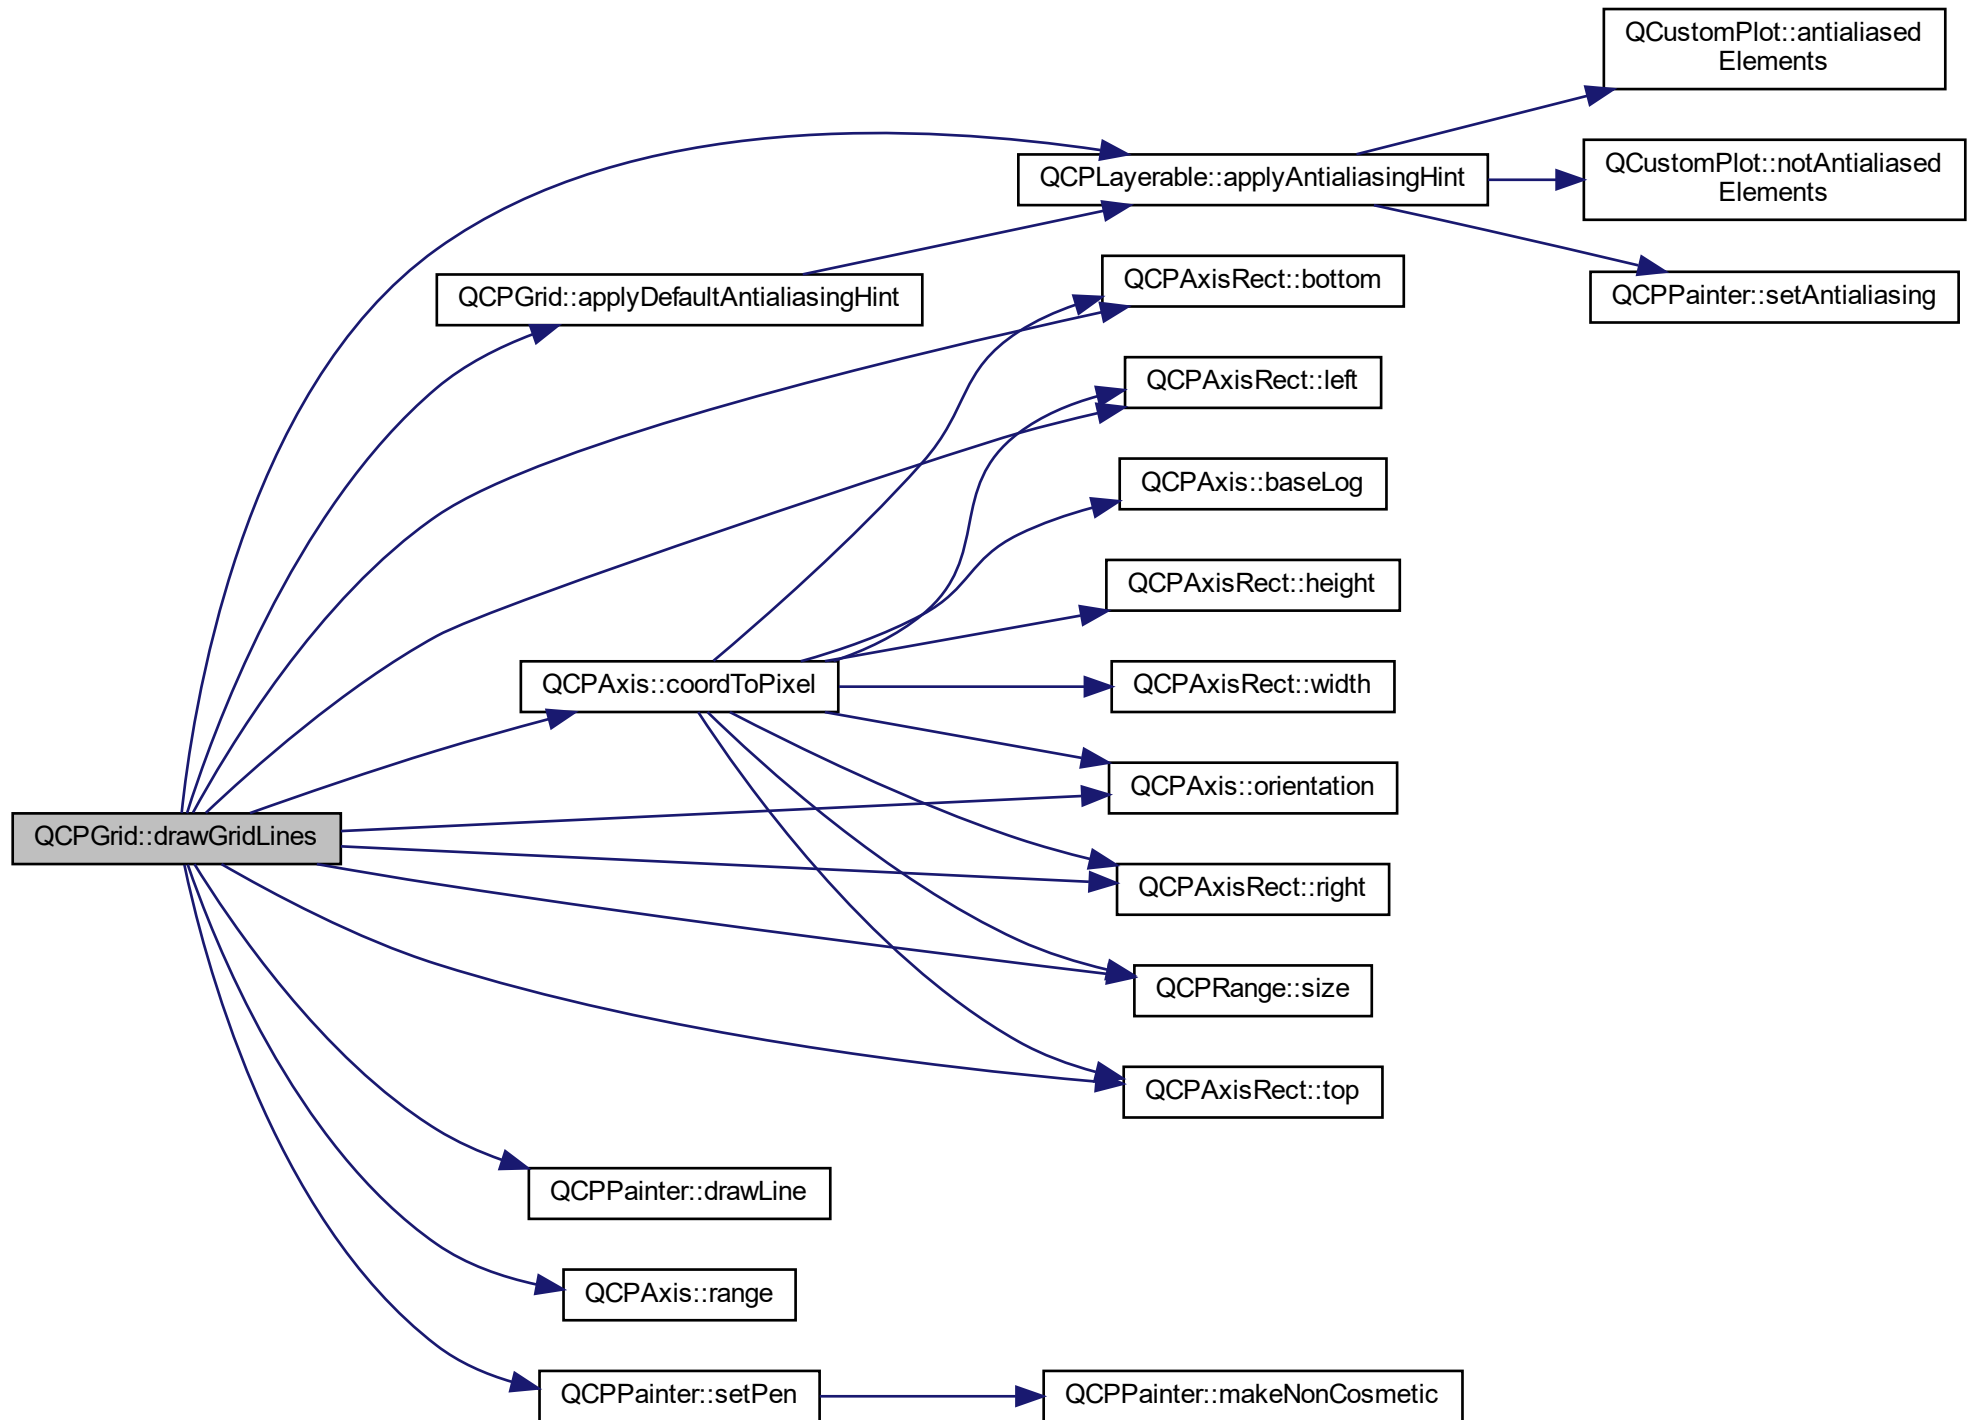 QCustomPlot::antialiased
Elements
QCPLayerable::applyAntialiasingHint
QCustomPlot::notAntialiased
Elements
QCPGrid::applyDefaultAntialiasingHint
QCPAxisRect::bottom
QCPPainter::setAntialiasing
QCPAxisRect::left
QCPAxis::baseLog
QCPAxisRect::height
QCPAxis::coordToPixel
QCPAxisRect::width
QCPAxis::orientation
QCPGrid::drawGridLines
QCPAxisRect::right
QCPRange::size
QCPAxisRect::top
QCPPainter::drawLine
QCPAxis::range
QCPPainter::setPen
QCPPainter::makeNonCosmetic